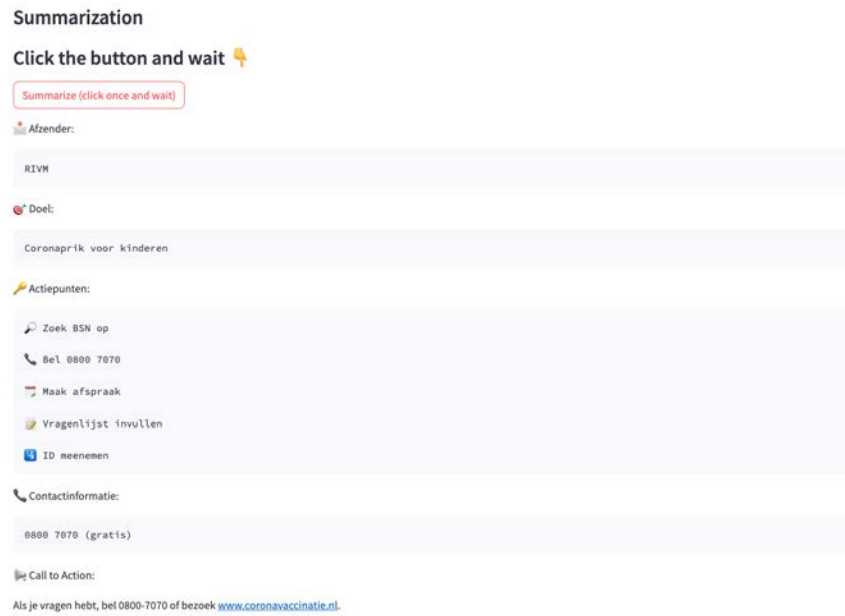 Summarization
Click the button and wait 👇
Summarize (click once and wait)
📩 Afzender:
RIVM
🎯 Doel:
Coronaprik voor kinderen
🔑 Actiepunten:
🔎 Zoek BSN op
📞 Bel 0800 7070
📅 Maak afspraak
📝 Vragenlijst invullen
🛂 ID meenemen
📞 Contactinformatie:
0800 7070 (gratis)
📢 Call to Action:
Als je vragen hebt, bel 0800-7070 of bezoek www.coronavaccinatie.nl.